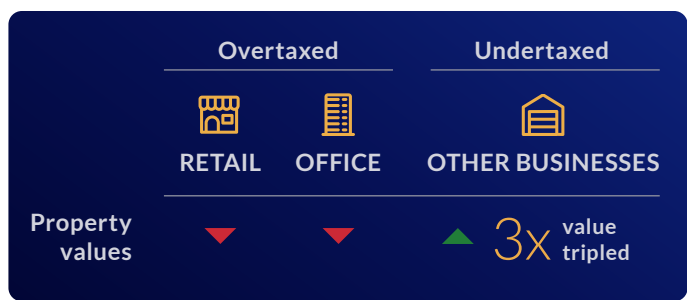 Overtaxed
Undertaxed
RETAIL
OFFICE
OTHER BUSINESSES
Property
values
3x
value
tripled